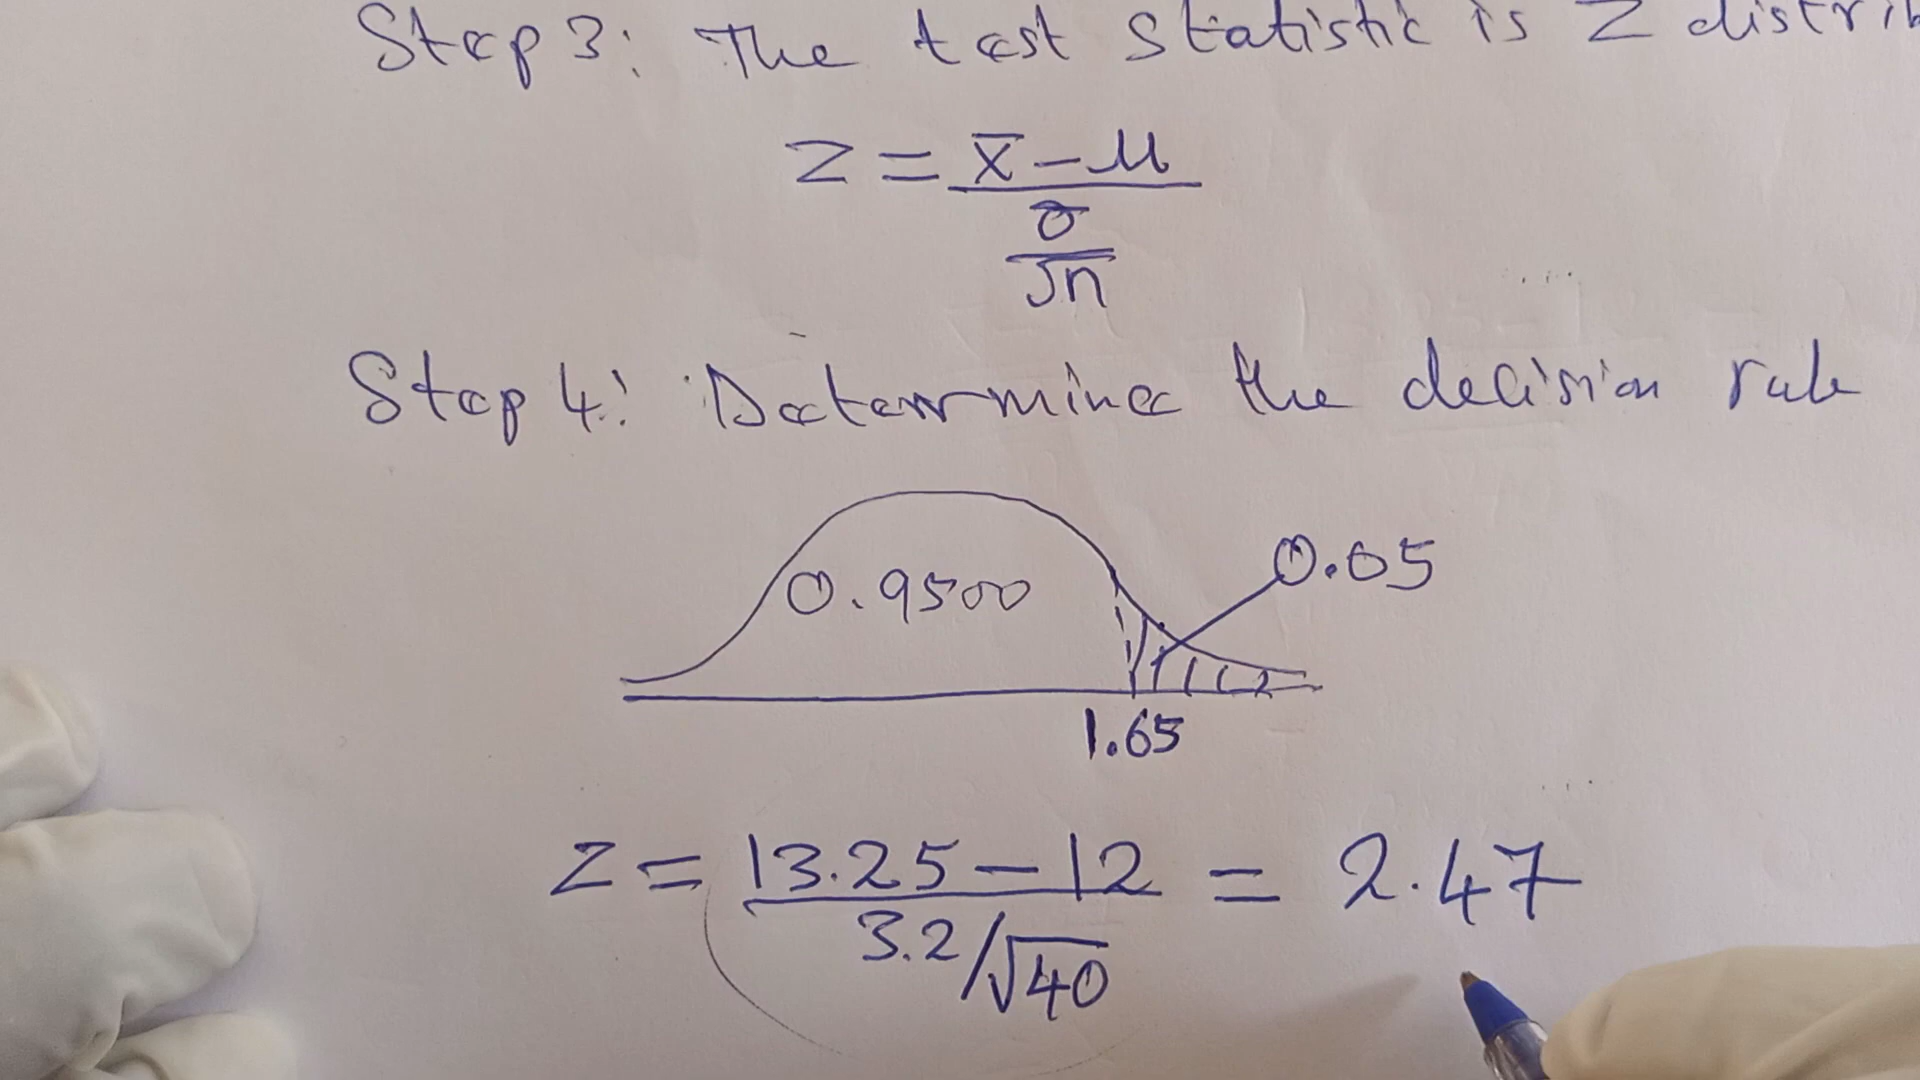 Step 3: The test statistic is Z distrib
Z = x̄ - μ
σ
√n
Step 4: Determine the decision rule
0.9500
0.05
1.65
Z = 13.25 - 12 = 2.47
3.2/√40